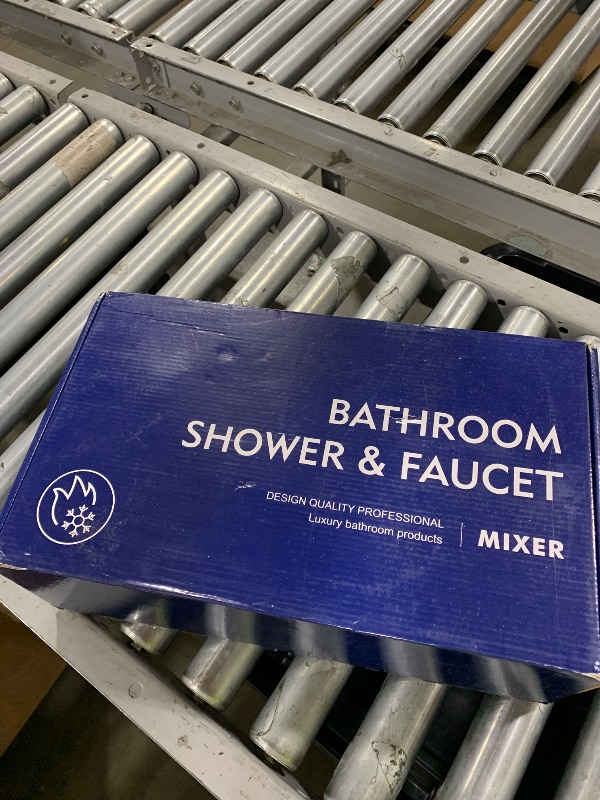 BATHROOM
SHOWER & FAUCET
DESIGN QUALITY PROFESSIONAL
Luxury bathroom products
MIXER